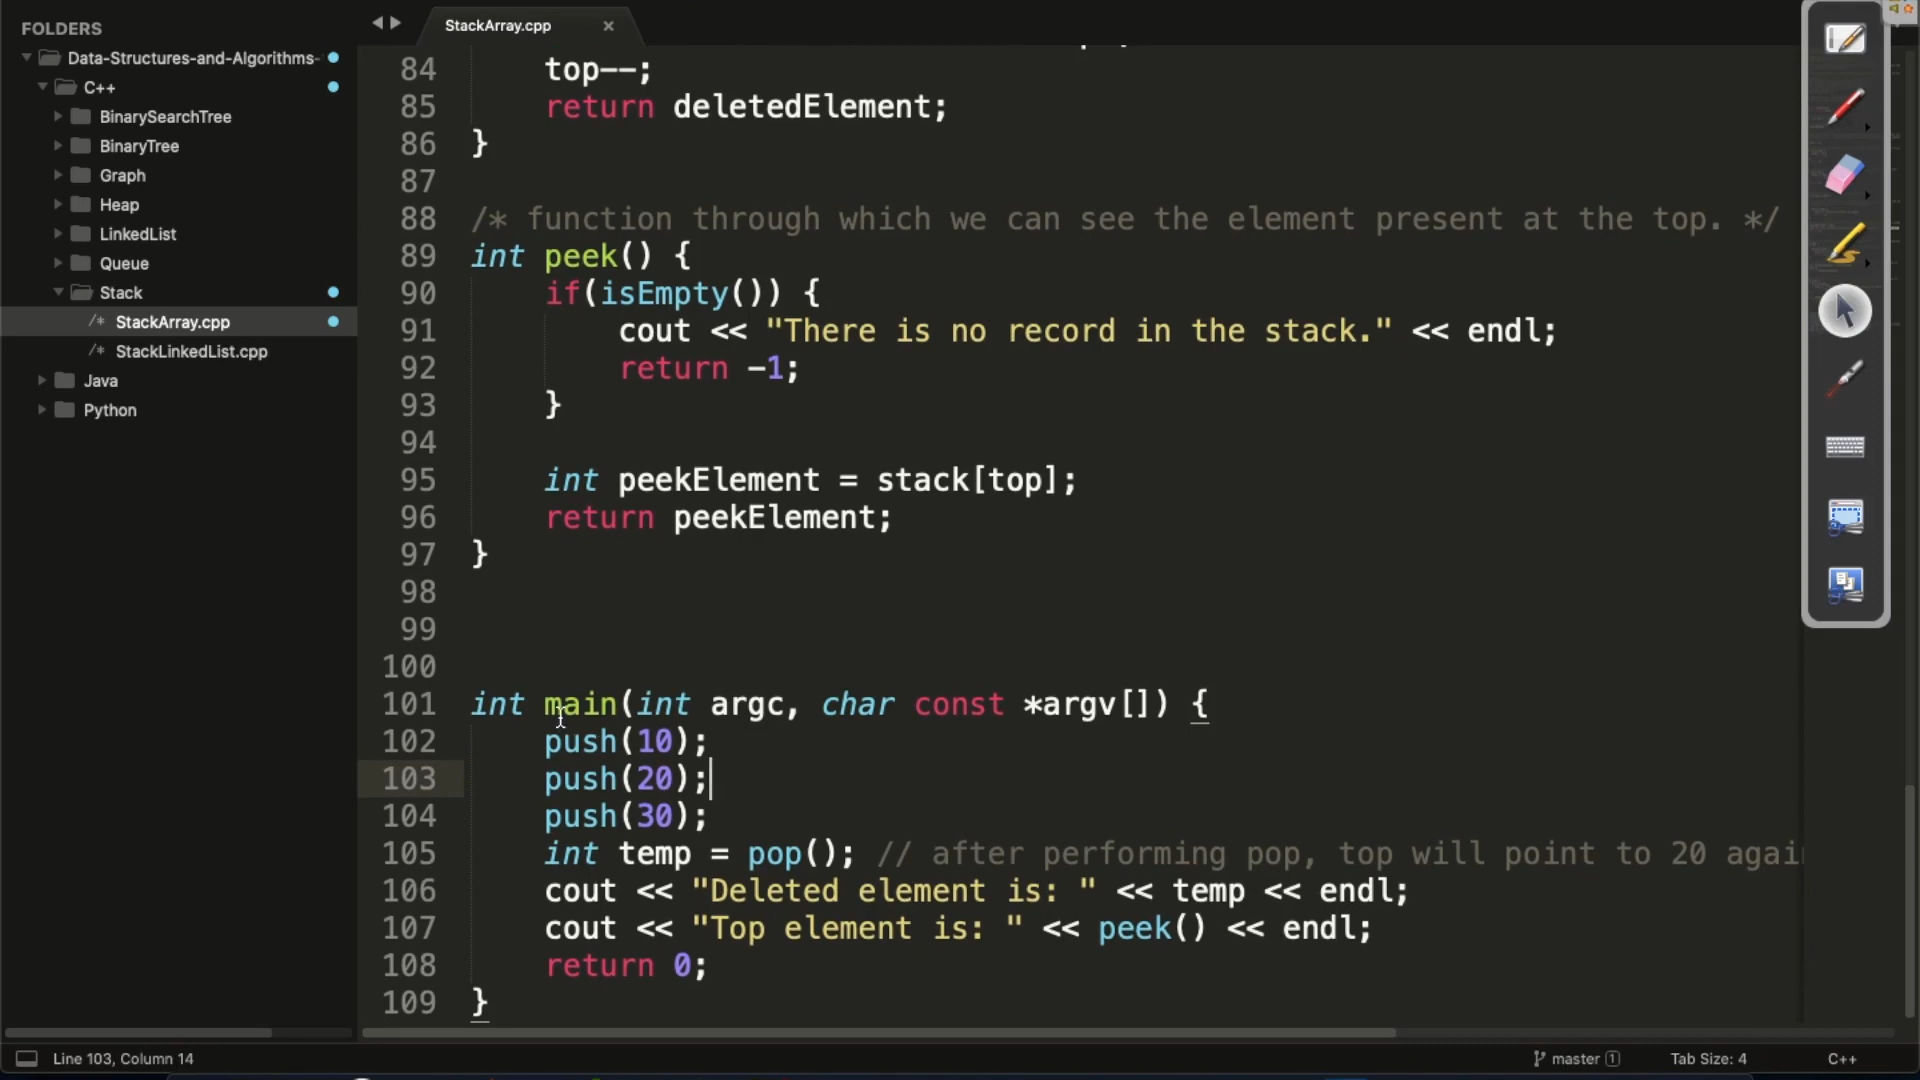 FOLDERS
Data-Structures-and-Algorithms-
C++
BinarySearchTree
BinaryTree
Graph
Heap
LinkedList
Queue
Stack
/* StackArray.cpp
/* StackLinkedList.cpp
Java
Python
StackArray.cpp ×
84 top--;
85 return deletedElement;
86 }
87
88 /* function through which we can see the element present at the top. */
89 int peek() {
90 if(isEmpty()) {
91 cout << "There is no record in the stack." << endl;
92 return -1;
93 }
94
95 int peekElement = stack[top];
96 return peekElement;
97 }
98
99
100
101 int main(int argc, char const *argv[]) {
102 push(10);
103 push(20);
104 push(30);
105 int temp = pop(); // after performing pop, top will point to 20 agai
106 cout << "Deleted element is: " << temp << endl;
107 cout << "Top element is: " << peek() << endl;
108 return 0;
109 }
Line 103, Column 14
master 1
Tab Size: 4
C++